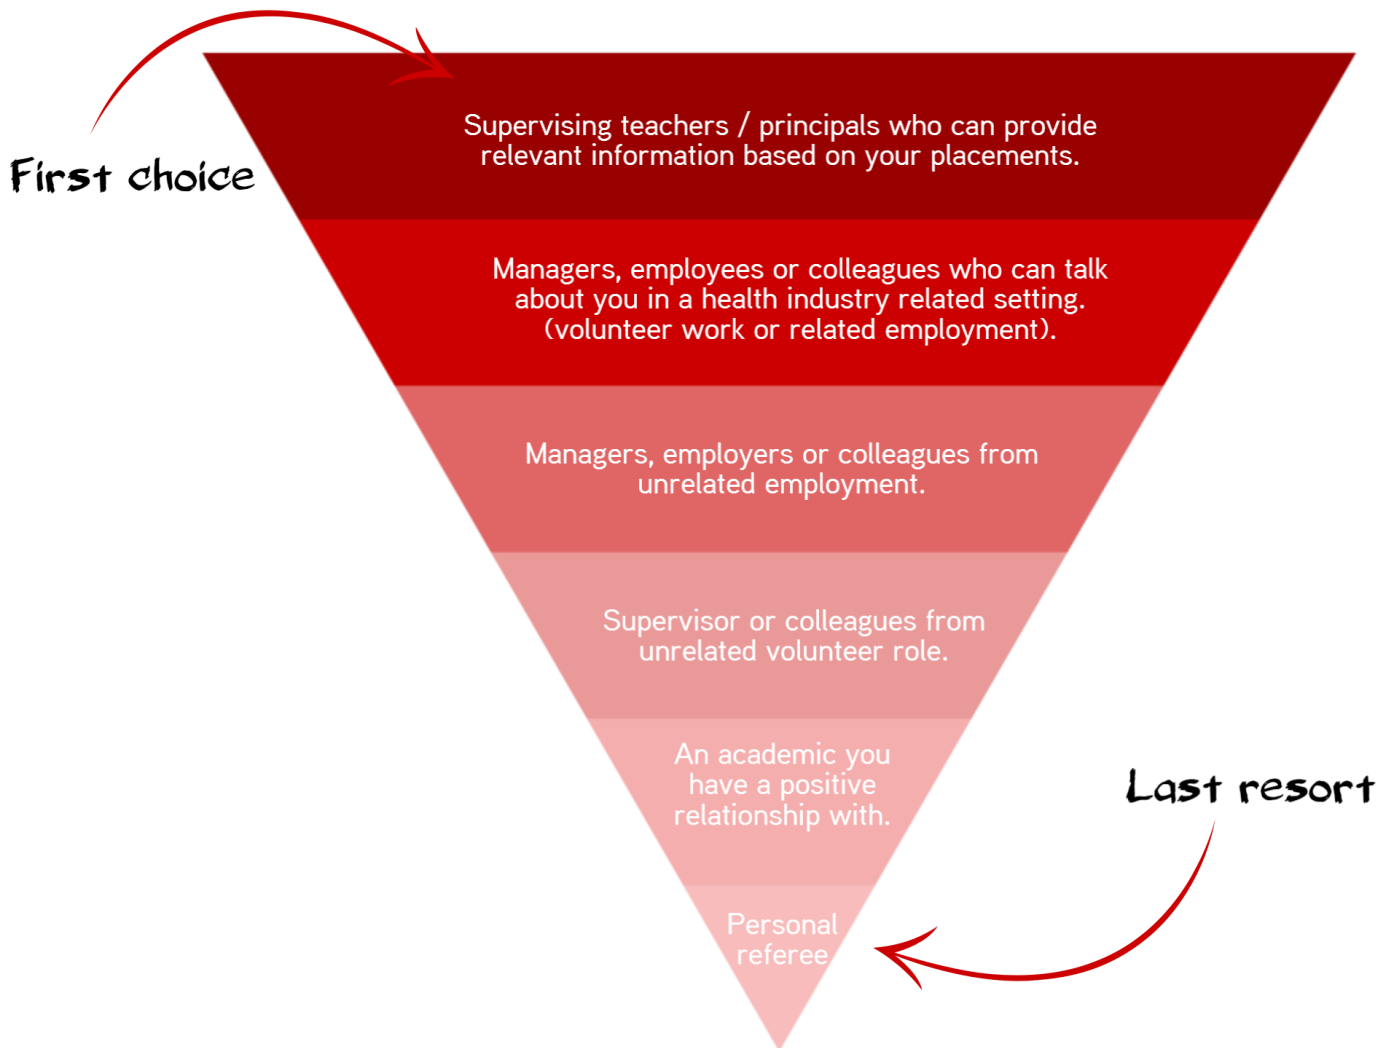 First choice
Supervising teachers / principals who can provide
relevant information based on your placements.
Managers, employees or colleagues who can talk
about you in a health industry related setting.
(volunteer work or related employment).
Managers, employers or colleagues from
unrelated employment.
Supervisor or colleagues from
unrelated volunteer role.
An academic you
have a positive
relationship with.
Last resort
Personal
referee